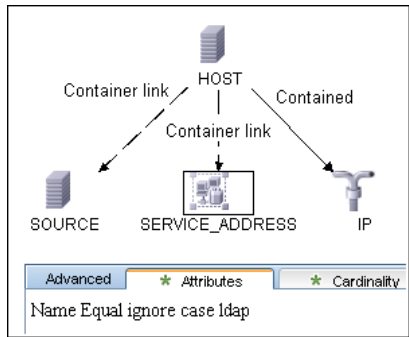 HOST
Container link
Contained
Container link
SOURCE
SERVICE_ADDRESS
IP
Advanced
* Attributes
* Cardinality
Name Equal ignore case ldap